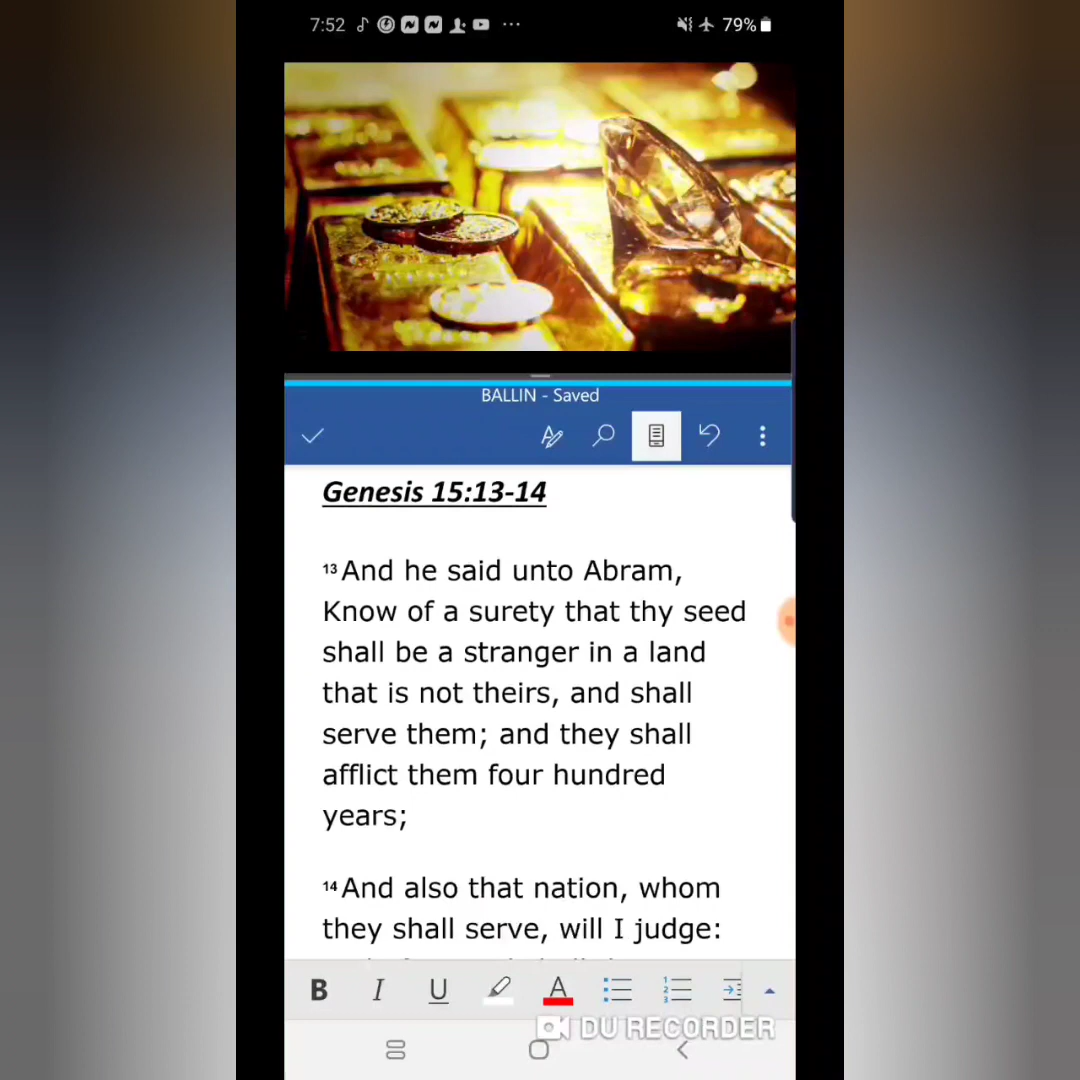 7:52
79%
BALLIN - Saved
Genesis 15:13-14
13 And he said unto Abram,
Know of a surety that thy seed
shall be a stranger in a land
that is not theirs, and shall
serve them; and they shall
afflict them four hundred
years;
14 And also that nation, whom
they shall serve, will I judge:
B I U A
DU RECORDER